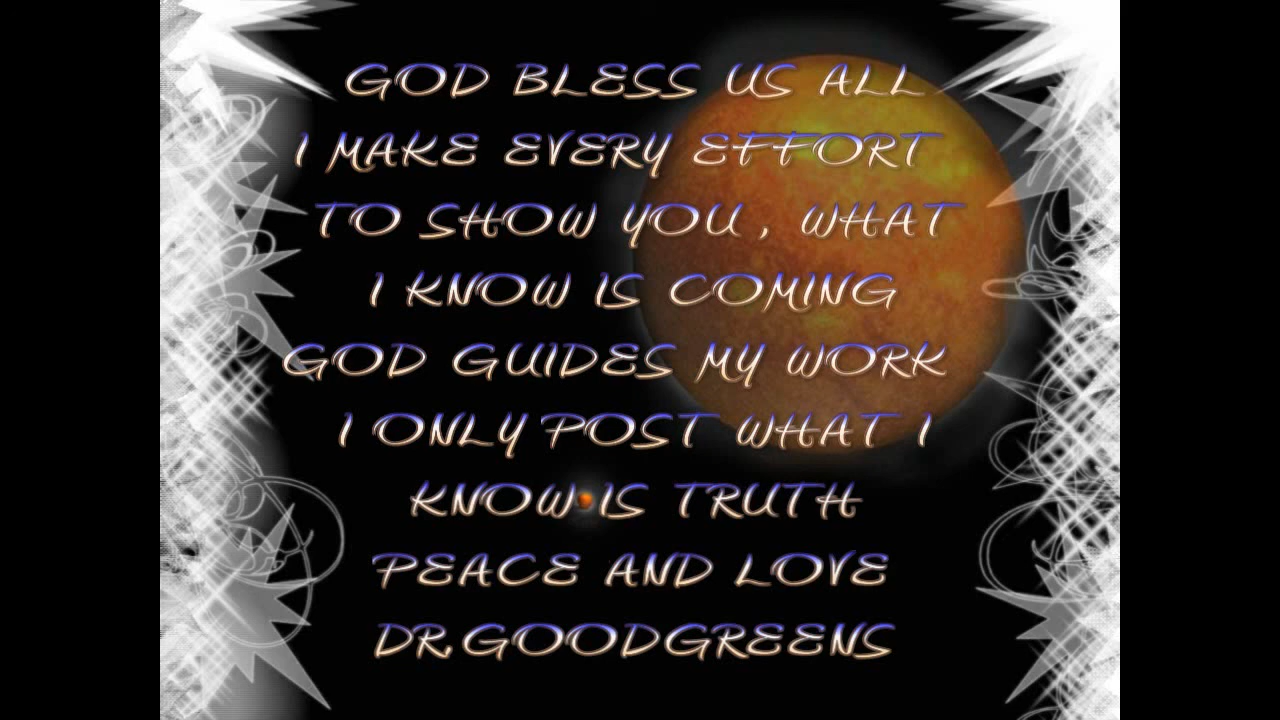 GOD BLESS US ALL
I MAKE EVERY EFFORT
TO SHOW YOU , WHAT
I KNOW IS COMING
GOD GUIDES MY WORK
I ONLY POST WHAT I
KNOW IS TRUTH
PEACE AND LOVE
DR.GOODGREENS